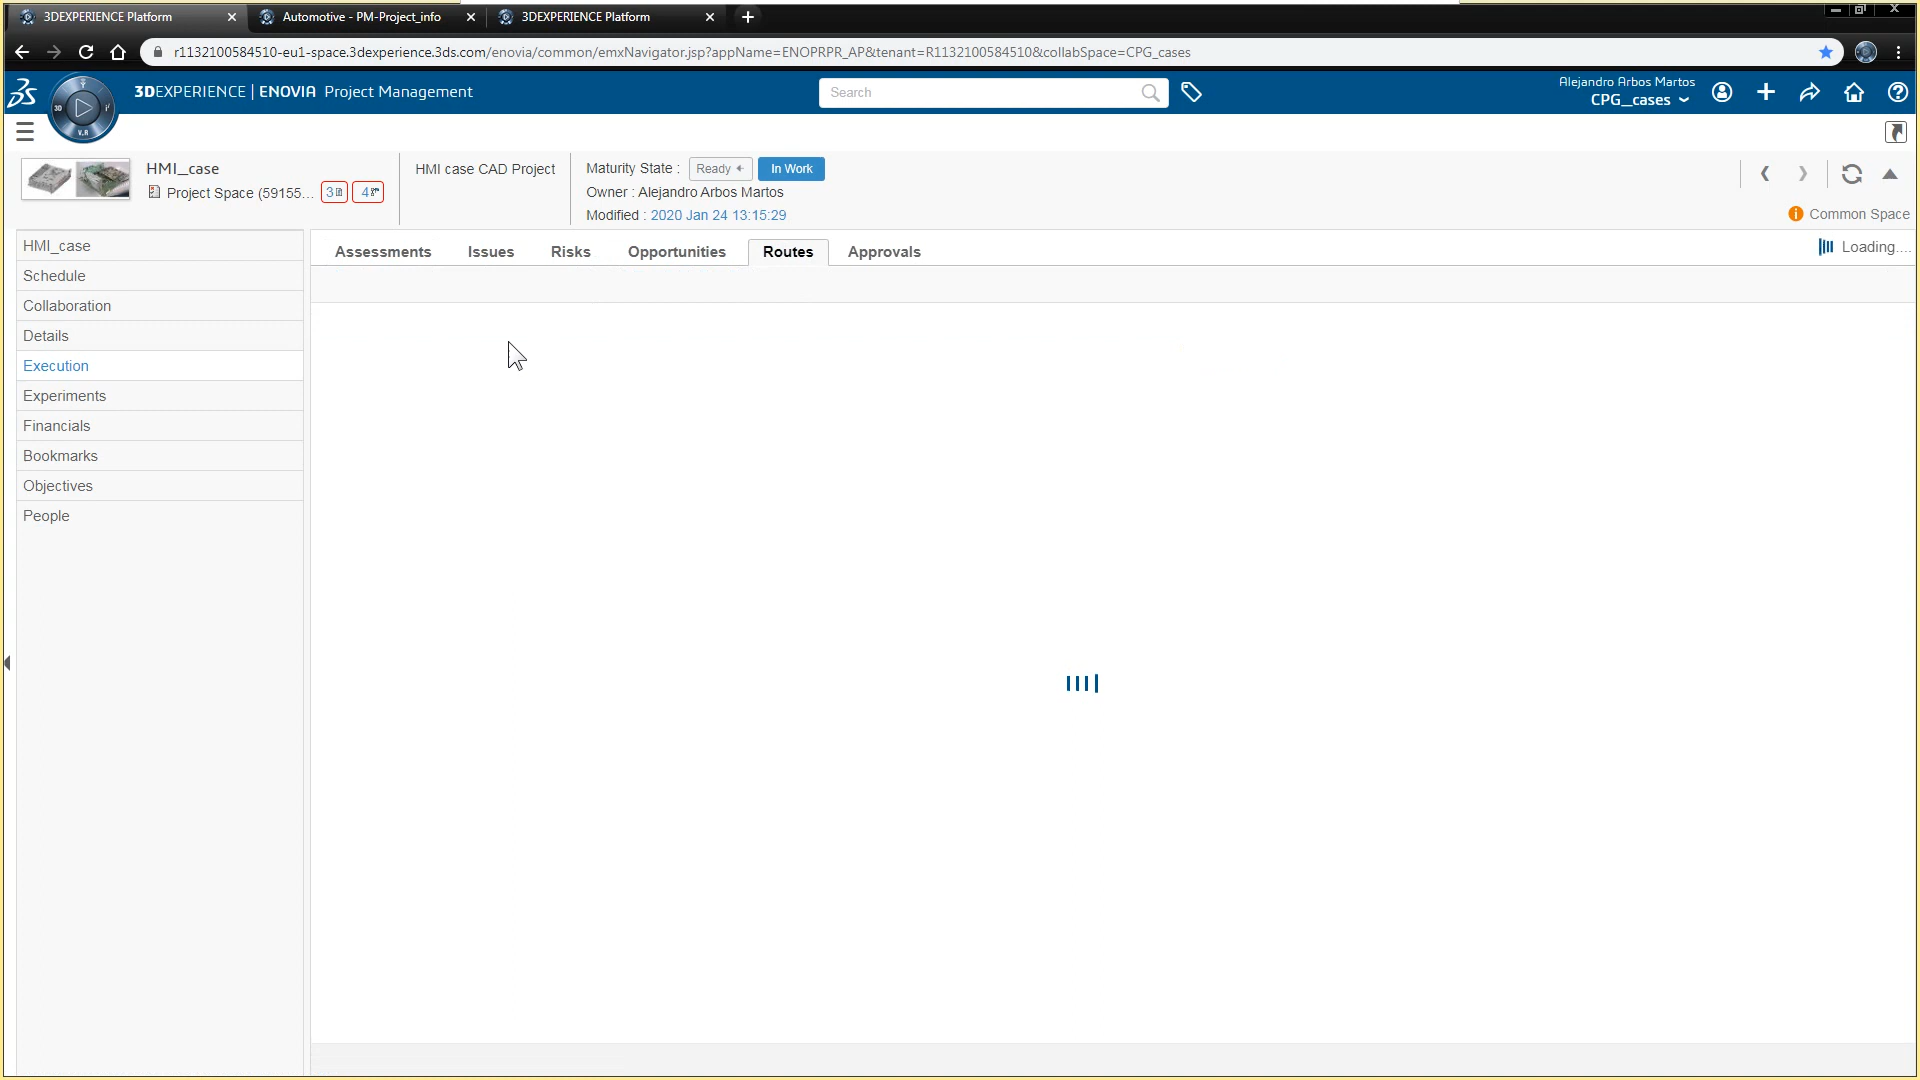 3DEXPERIENCE Platform
Automotive - PM-Project_info
3DEXPERIENCE Platform
r1132100584510-eu1-space.3dexperience.3ds.com/enovia/common/emxNavigator.jsp?appName=ENOPRPR_AP&tenant=R1132100584510&collabSpace=CPG_cases
3DEXPERIENCE | ENOVIA Project Management
Search
Alejandro Arbos Martos
CPG_cases
3D
V.R
HMI_case
Project Space (59155...
3
4
HMI case CAD Project
Maturity State : Ready In Work
Owner : Alejandro Arbos Martos
Modified : 2020 Jan 24 13:15:29
Common Space
HMI_case
Schedule
Collaboration
Details
Execution
Experiments
Financials
Bookmarks
Objectives
People
Assessments
Issues
Risks
Opportunities
Routes
Approvals
Loading....